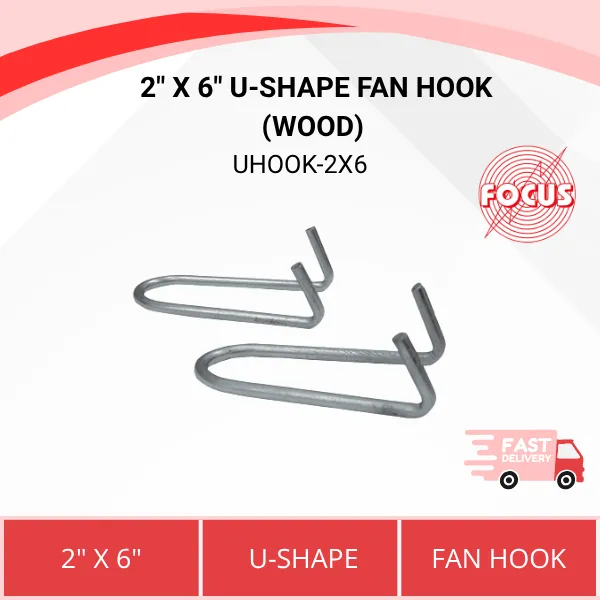 2" X 6" U-SHAPE FAN HOOK
(WOOD)
UHOOK-2X6
FOCUS
FAST
DELIVERY
2" X 6"
U-SHAPE
FAN HOOK